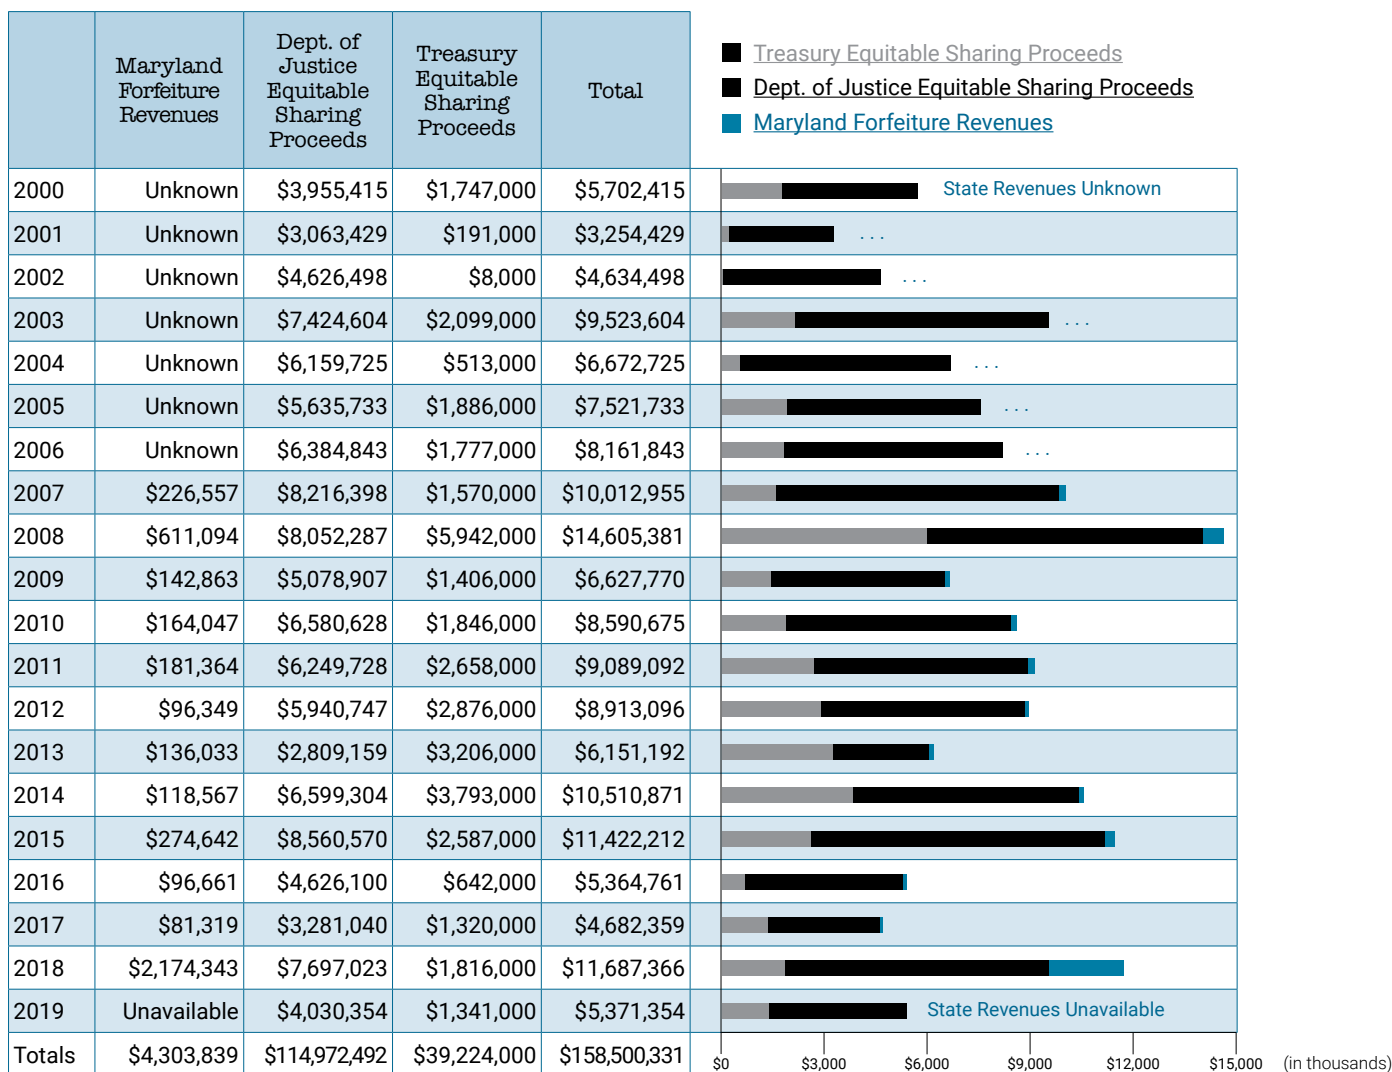 Maryland Forfeiture Revenues
Dept. of Justice Equitable Sharing Proceeds
Treasury Equitable Sharing Proceeds
Total
Treasury Equitable Sharing Proceeds
Dept. of Justice Equitable Sharing Proceeds
Maryland Forfeiture Revenues
2000 Unknown $3,955,415 $1,747,000 $5,702,415 State Revenues Unknown
2001 Unknown $3,063,429 $191,000 $3,254,429 ...
2002 Unknown $4,626,498 $8,000 $4,634,498 ...
2003 Unknown $7,424,604 $2,099,000 $9,523,604 ...
2004 Unknown $6,159,725 $513,000 $6,672,725 ...
2005 Unknown $5,635,733 $1,886,000 $7,521,733 ...
2006 Unknown $6,384,843 $1,777,000 $8,161,843 ...
2007 $226,557 $8,216,398 $1,570,000 $10,012,955
2008 $611,094 $8,052,287 $5,942,000 $14,605,381
2009 $142,863 $5,078,907 $1,406,000 $6,627,770
2010 $164,047 $6,580,628 $1,846,000 $8,590,675
2011 $181,364 $6,249,728 $2,658,000 $9,089,092
2012 $96,349 $5,940,747 $2,876,000 $8,913,096
2013 $136,033 $2,809,159 $3,206,000 $6,151,192
2014 $118,567 $6,599,304 $3,793,000 $10,510,871
2015 $274,642 $8,560,570 $2,587,000 $11,422,212
2016 $96,661 $4,626,100 $642,000 $5,364,761
2017 $81,319 $3,281,040 $1,320,000 $4,682,359
2018 $2,174,343 $7,697,023 $1,816,000 $11,687,366
2019 Unavailable $4,030,354 $1,341,000 $5,371,354 State Revenues Unavailable
Totals $4,303,839 $114,972,492 $39,224,000 $158,500,331
$0 $3,000 $6,000 $9,000 $12,000 $15,000 (in thousands)